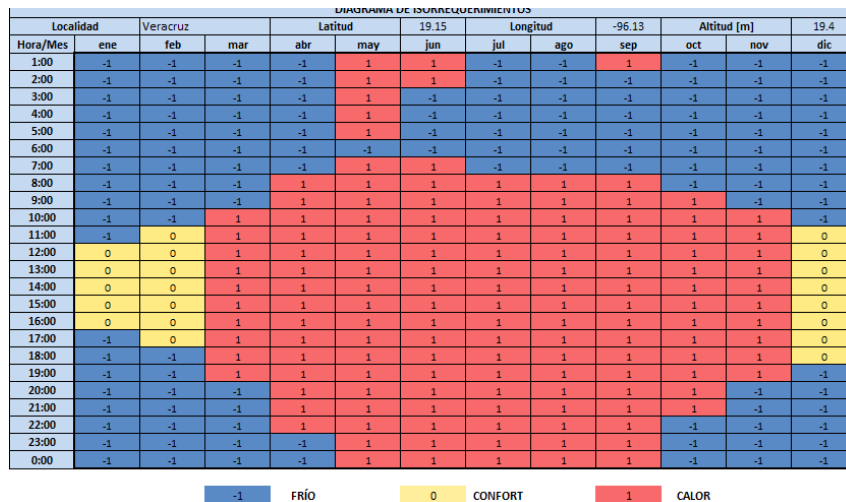 DIAGRAMA DE ISORREQUERIMIENTOS
Localidad Veracruz Latitud 19.15 Longitud -96.13 Altitud [m] 19.4
Hora/Mes ene feb mar abr may jun jul ago sep oct nov dic
1:00 -1 -1 -1 -1 1 1 -1 -1 1 -1 -1 -1
2:00 -1 -1 -1 -1 1 1 -1 -1 -1 -1 -1 -1
3:00 -1 -1 -1 -1 1 -1 -1 -1 -1 -1 -1 -1
4:00 -1 -1 -1 -1 1 -1 -1 -1 -1 -1 -1 -1
5:00 -1 -1 -1 -1 1 -1 -1 -1 -1 -1 -1 -1
6:00 -1 -1 -1 -1 -1 -1 -1 -1 -1 -1 -1 -1
7:00 -1 -1 -1 -1 1 1 -1 -1 -1 -1 -1 -1
8:00 -1 -1 -1 1 1 1 1 1 1 -1 -1 -1
9:00 -1 -1 -1 1 1 1 1 1 1 1 -1 -1
10:00 -1 -1 1 1 1 1 1 1 1 1 1 -1
11:00 -1 0 1 1 1 1 1 1 1 1 1 0
12:00 0 0 1 1 1 1 1 1 1 1 1 0
13:00 0 0 1 1 1 1 1 1 1 1 1 0
14:00 0 0 1 1 1 1 1 1 1 1 1 0
15:00 0 0 1 1 1 1 1 1 1 1 1 0
16:00 0 0 1 1 1 1 1 1 1 1 1 0
17:00 -1 0 1 1 1 1 1 1 1 1 1 0
18:00 -1 -1 1 1 1 1 1 1 1 1 1 0
19:00 -1 -1 1 1 1 1 1 1 1 1 1 -1
20:00 -1 -1 -1 1 1 1 1 1 1 1 -1 -1
21:00 -1 -1 -1 1 1 1 1 1 1 1 -1 -1
22:00 -1 -1 -1 1 1 1 1 1 1 -1 -1 -1
23:00 -1 -1 -1 -1 1 1 1 1 1 -1 -1 -1
0:00 -1 -1 -1 -1 1 1 1 1 1 -1 -1 -1
-1 FRÍO 0 CONFORT 1 CALOR